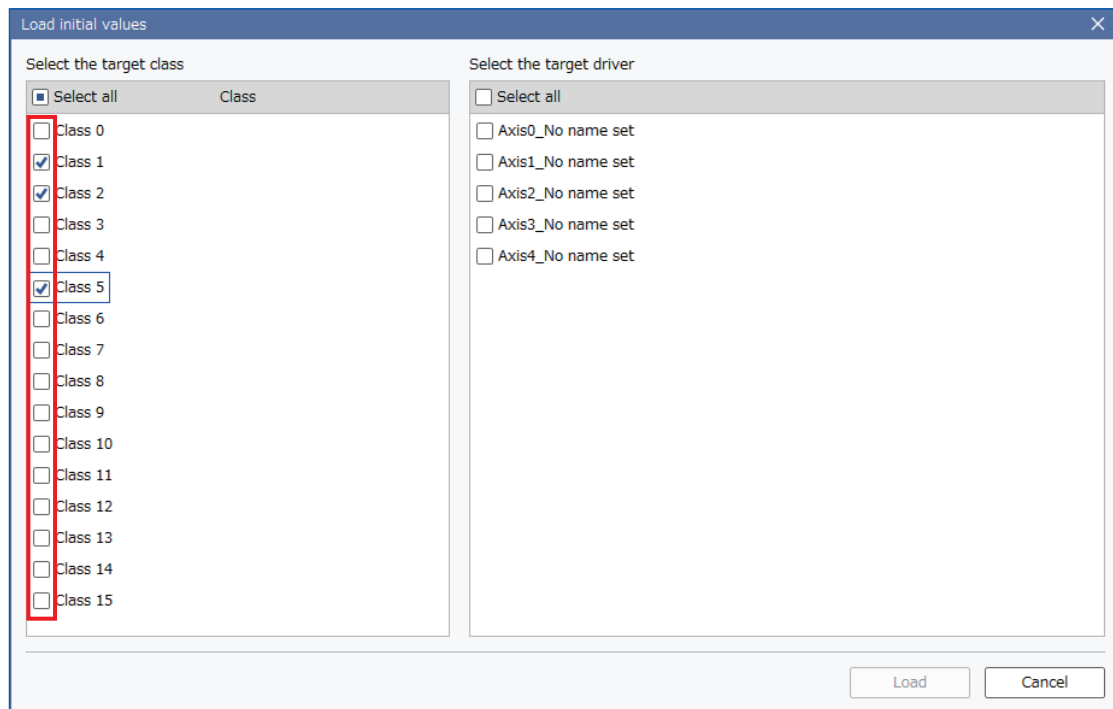 Load initial values
Select the target class
Select all Class
Class 0
Class 1
Class 2
Class 3
Class 4
Class 5
Class 6
Class 7
Class 8
Class 9
Class 10
Class 11
Class 12
Class 13
Class 14
Class 15
Select the target driver
Select all
Axis0_No name set
Axis1_No name set
Axis2_No name set
Axis3_No name set
Axis4_No name set
Load Cancel